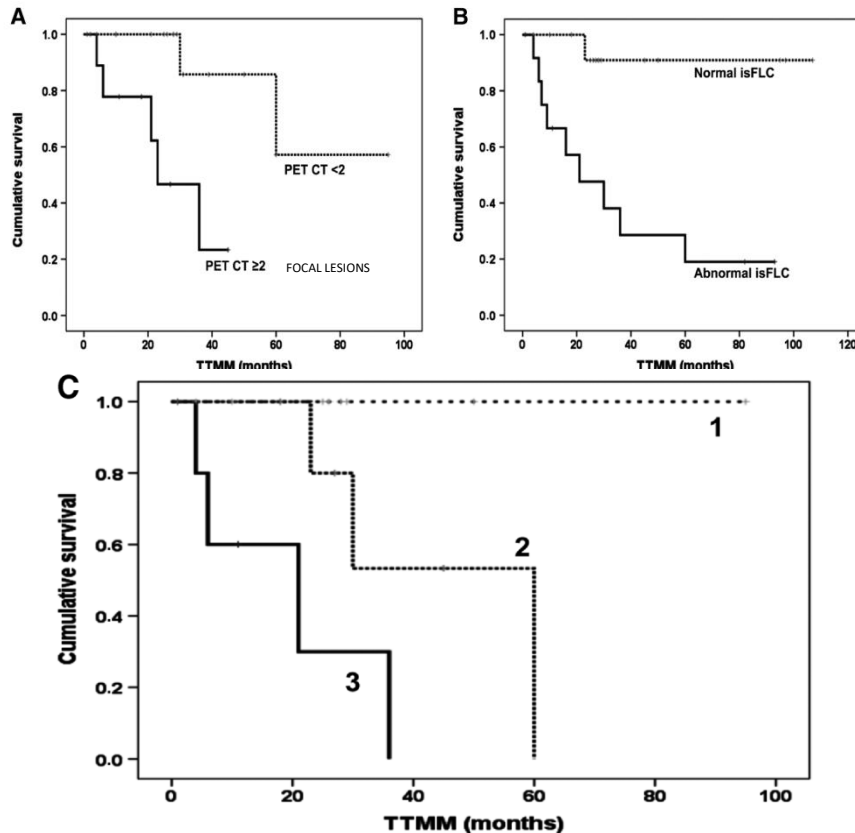 A
Cumulative survival
1.0
0.8
0.6
0.4
0.2
0.0
PET CT <2
PET CT ≥2
FOCAL LESIONS
0
20
40
60
80
100
TTMM (months)
B
Cumulative survival
1.0
0.8
0.6
0.4
0.2
0.0
Normal isFLC
Abnormal isFLC
0
20
40
60
80
100
120
TTMM (months)
C
Cumulative survival
1.0
0.8
0.6
0.4
0.2
0.0
1
2
3
0
20
40
60
80
100
TTMM (months)